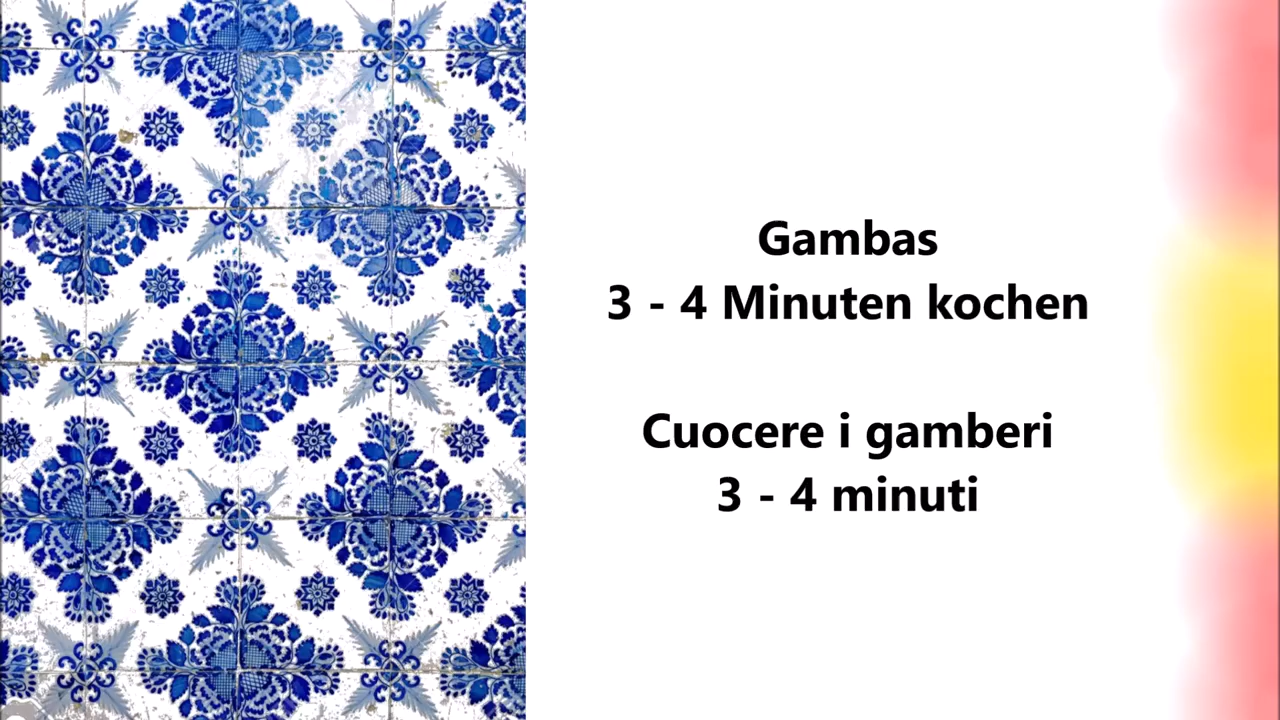 Gambas
3 - 4 Minuten kochen
Cuocere i gamberi
3 - 4 minuti